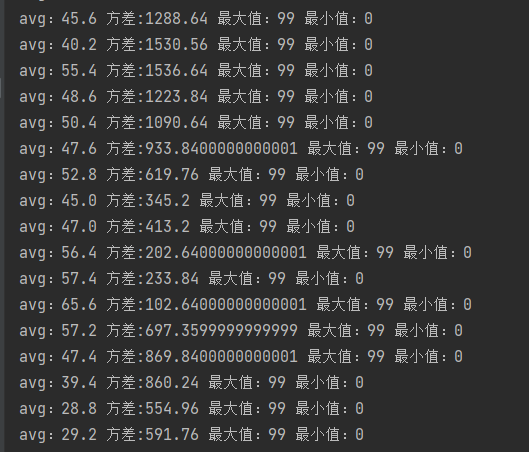 avg：45.6 方差:1288.64 最大值：99 最小值：0
avg：40.2 方差:1530.56 最大值：99 最小值：0
avg：55.4 方差:1536.64 最大值：99 最小值：0
avg：48.6 方差:1223.84 最大值：99 最小值：0
avg：50.4 方差:1090.64 最大值：99 最小值：0
avg：47.6 方差:933.8400000000001 最大值：99 最小值：0
avg：52.8 方差:619.76 最大值：99 最小值：0
avg：45.0 方差:345.2 最大值：99 最小值：0
avg：47.0 方差:413.2 最大值：99 最小值：0
avg：56.4 方差:202.64000000000001 最大值：99 最小值：0
avg：57.4 方差:233.84 最大值：99 最小值：0
avg：65.6 方差:102.64000000000001 最大值：99 最小值：0
avg：57.2 方差:697.3599999999999 最大值：99 最小值：0
avg：47.4 方差:869.8400000000001 最大值：99 最小值：0
avg：39.4 方差:860.24 最大值：99 最小值：0
avg：28.8 方差:554.96 最大值：99 最小值：0
avg：29.2 方差:591.76 最大值：99 最小值：0